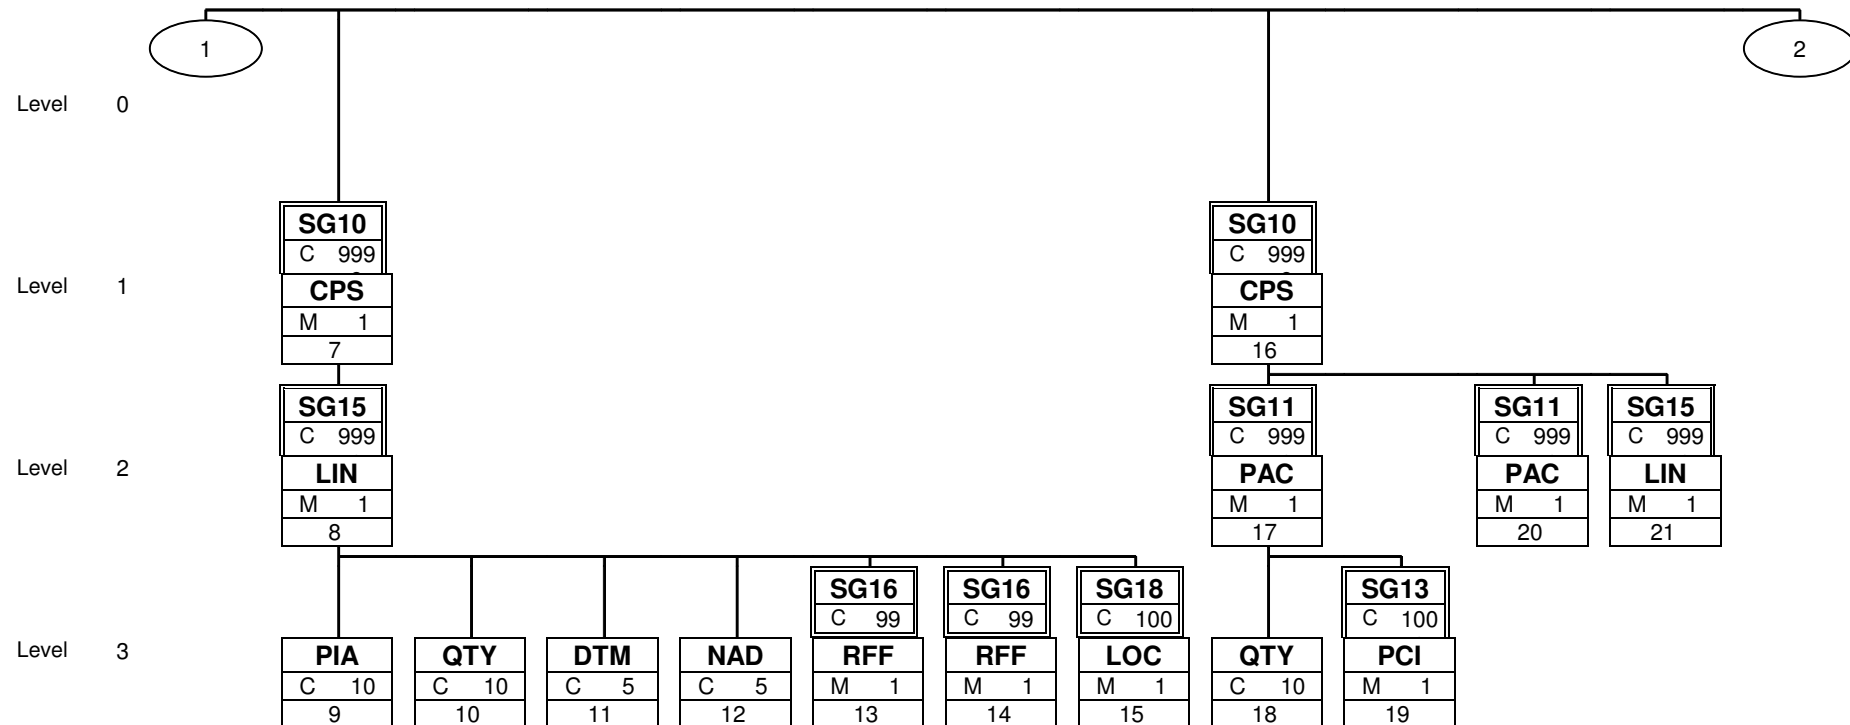 1 2
Level 0
SG10 SG10
C 999 C 999
Level 1 CPS CPS
M 1 M 1
7 16
SG15 SG11 SG11 SG15
C 999 C 999 C 999 C 999
Level 2 LIN PAC PAC LIN
M 1 M 1 M 1 M 1
8 17 20 21
SG16 SG16 SG18 SG13
C 99 C 99 C 100 C 100
Level 3 PIA QTY DTM NAD RFF RFF LOC QTY PCI
C 10 C 10 C 5 C 5 M 1 M 1 M 1 C 10 M 1
9 10 11 12 13 14 15 18 19